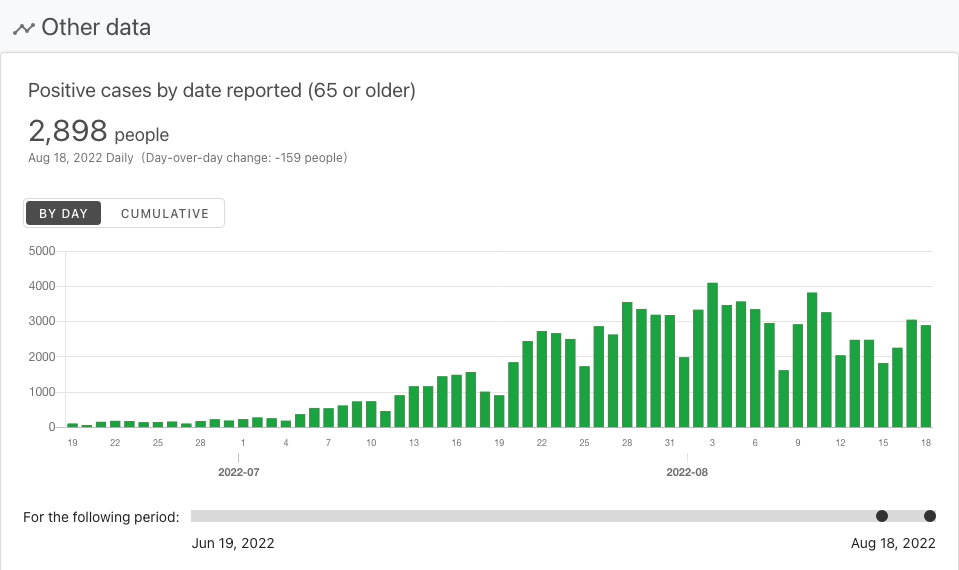 Other data
Positive cases by date reported (65 or older)
2,898 people
Aug 18, 2022 Daily (Day-over-day change: -159 people)
BY DAY CUMULATIVE
5000
4000
3000
2000
1000
0
19 22 25 28 1 4 7 10 13 16 19 22 25 28 31 3 6 9 12 15 18
2022-07 2022-08
For the following period:
Jun 19, 2022 Aug 18, 2022